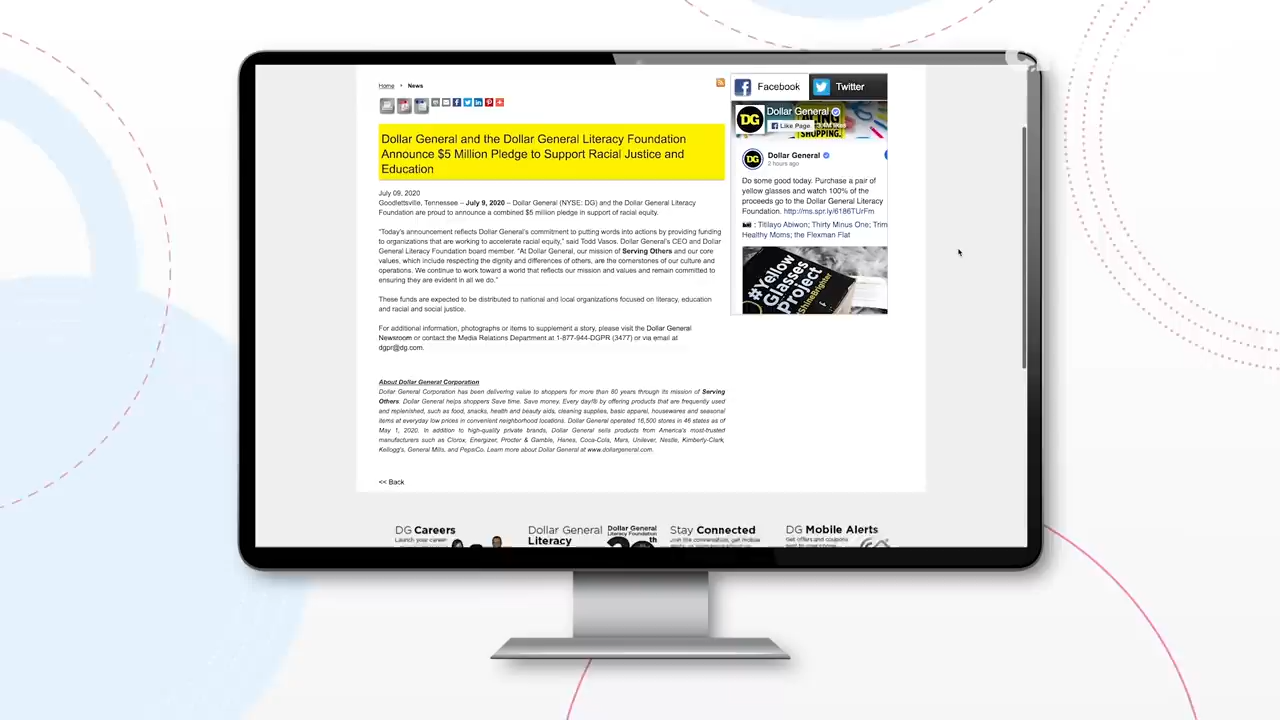 Home • News
Dollar General and the Dollar General Literacy Foundation
Announce $5 Million Pledge to Support Racial Justice and
Education
July 09, 2020
Goodlettsville, Tennessee – July 9, 2020 – Dollar General (NYSE: DG) and the Dollar General Literacy
Foundation are proud to announce a combined $5 million pledge in support of racial equity.
"Today's announcement reflects Dollar General's commitment to putting words into actions by providing funding
to organizations that are working to accelerate racial equity," said Todd Vasos. Dollar General's CEO and Dollar
General Literacy Foundation board member. "At Dollar General, our mission of Serving Others and our core
values, which include respecting the dignity and differences of others, are the cornerstones of our culture and
operations. We continue to work toward a world that reflects our mission and values and remain committed to
ensuring they are evident in all we do."
These funds are expected to be distributed to national and local organizations focused on literacy, education
and racial and social justice.
For additional information, photographs or items to supplement a story, please visit the Dollar General
Newsroom or contact the Media Relations Department at 1-877-944-DGPR (3477) or via email at
dgpr@dg.com.
About Dollar General Corporation
Dollar General Corporation has been delivering value to shoppers for more than 80 years through its mission of Serving
Others. Dollar General helps shoppers Save time. Save money. Every day!® by offering products that are frequently used
and replenished, such as food, snacks, health and beauty aids, cleaning supplies, basic apparel, housewares and seasonal
items at everyday low prices in convenient neighborhood locations. Dollar General operated 16,500 stores in 46 states as of
May 1, 2020. In addition to high-quality private brands, Dollar General sells products from America's most-trusted
manufacturers such as Clorox, Energizer, Procter & Gamble, Hanes, Coca-Cola, Mars, Unilever, Nestle, Kimberly-Clark,
Kellogg's, General Mills, and PepsiCo. Learn more about Dollar General at www.dollargeneral.com.
<< Back
Facebook
Twitter
DG
Dollar General
Like Page
SHOPPING.
DG
Dollar General
2 hours ago
Do some good today. Purchase a pair of
yellow glasses and watch 100% of the
proceeds go to the Dollar General Literacy
Foundation. http://ms.spr.ly/6186TUrFm
: Titilayo Abiwon; Thirty Minus One; Trim
Healthy Moms; the Flexman Flat
#Yellow
Glasses
Project
#ShineBrighter
DG Careers
Launch your career
Dollar General
Literacy
Dollar General
Literacy Foundation
th
Stay Connected
Join the conversation, get mobile
DG Mobile Alerts
Get offers and coupons